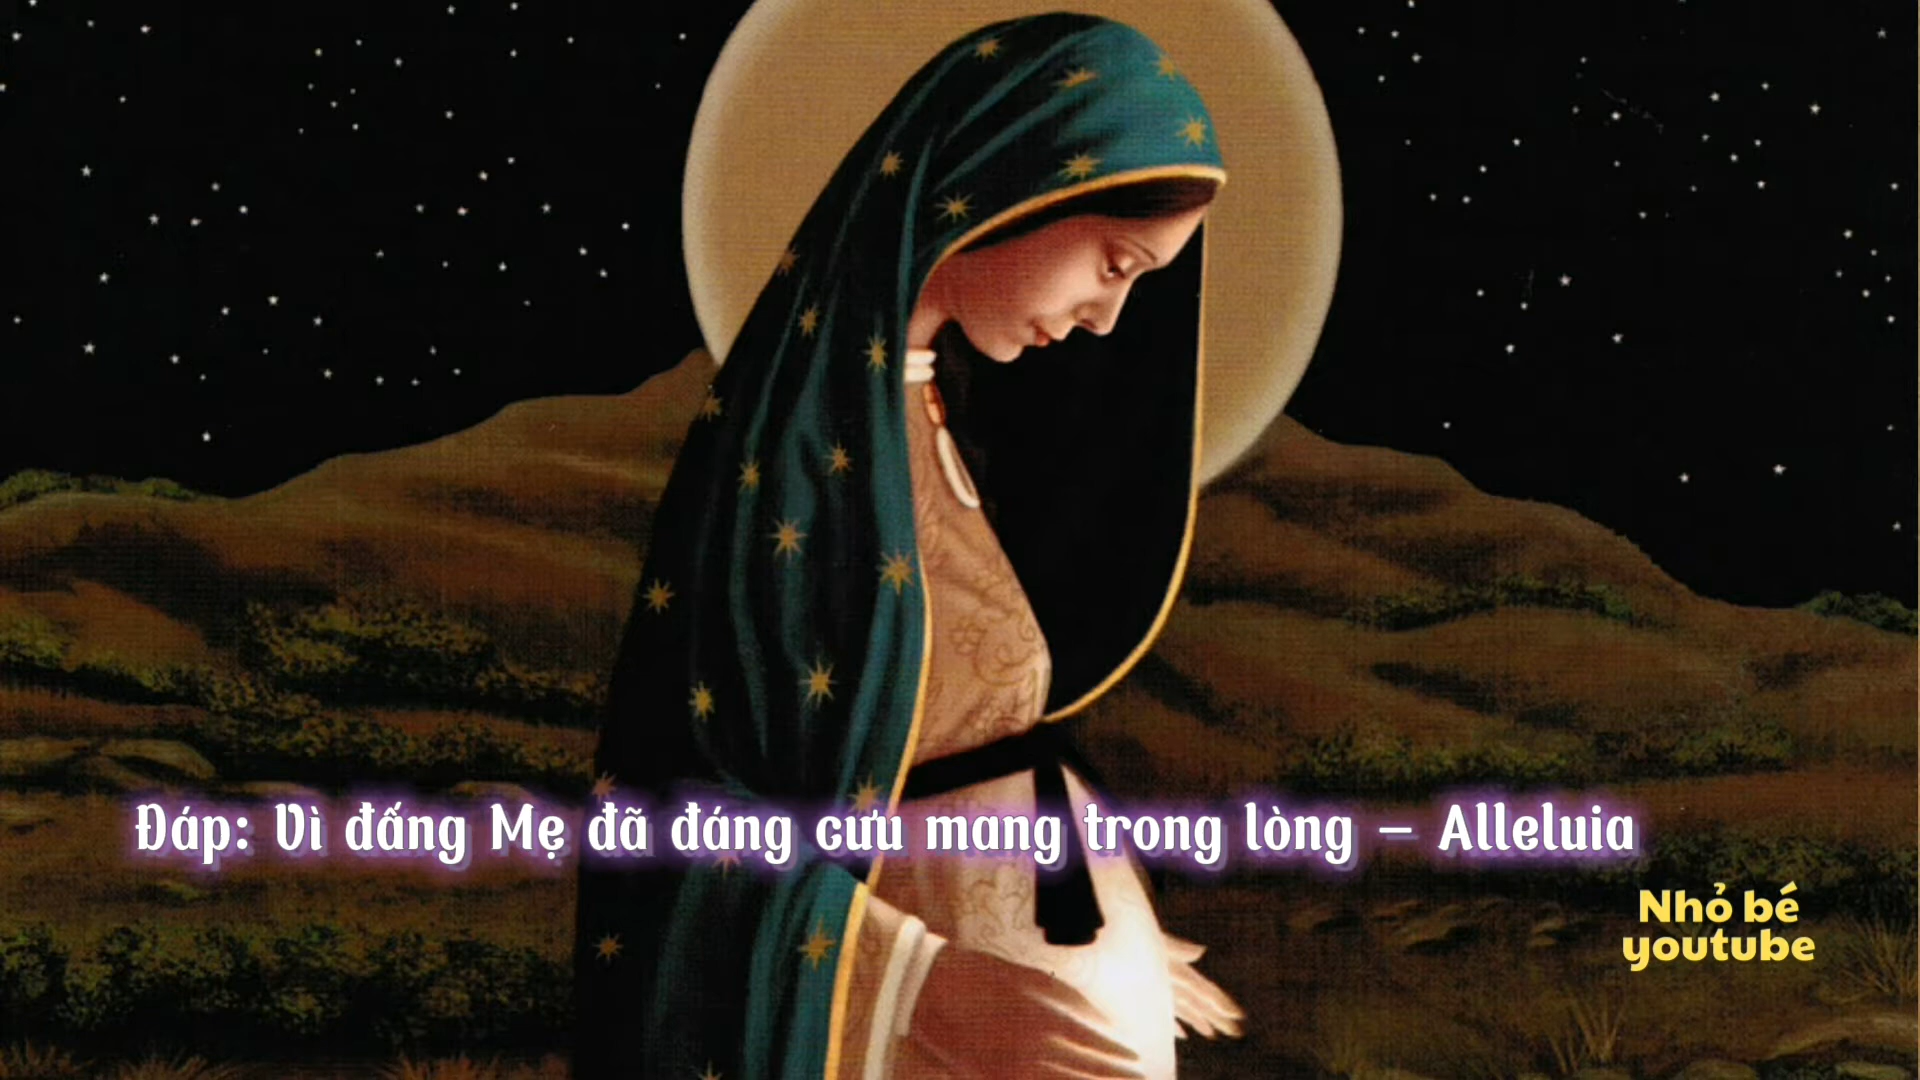 Đáp: Vì đấng Mẹ đã đáng cưu mang trong lòng – Alleluia
Nhỏ bé
youtube